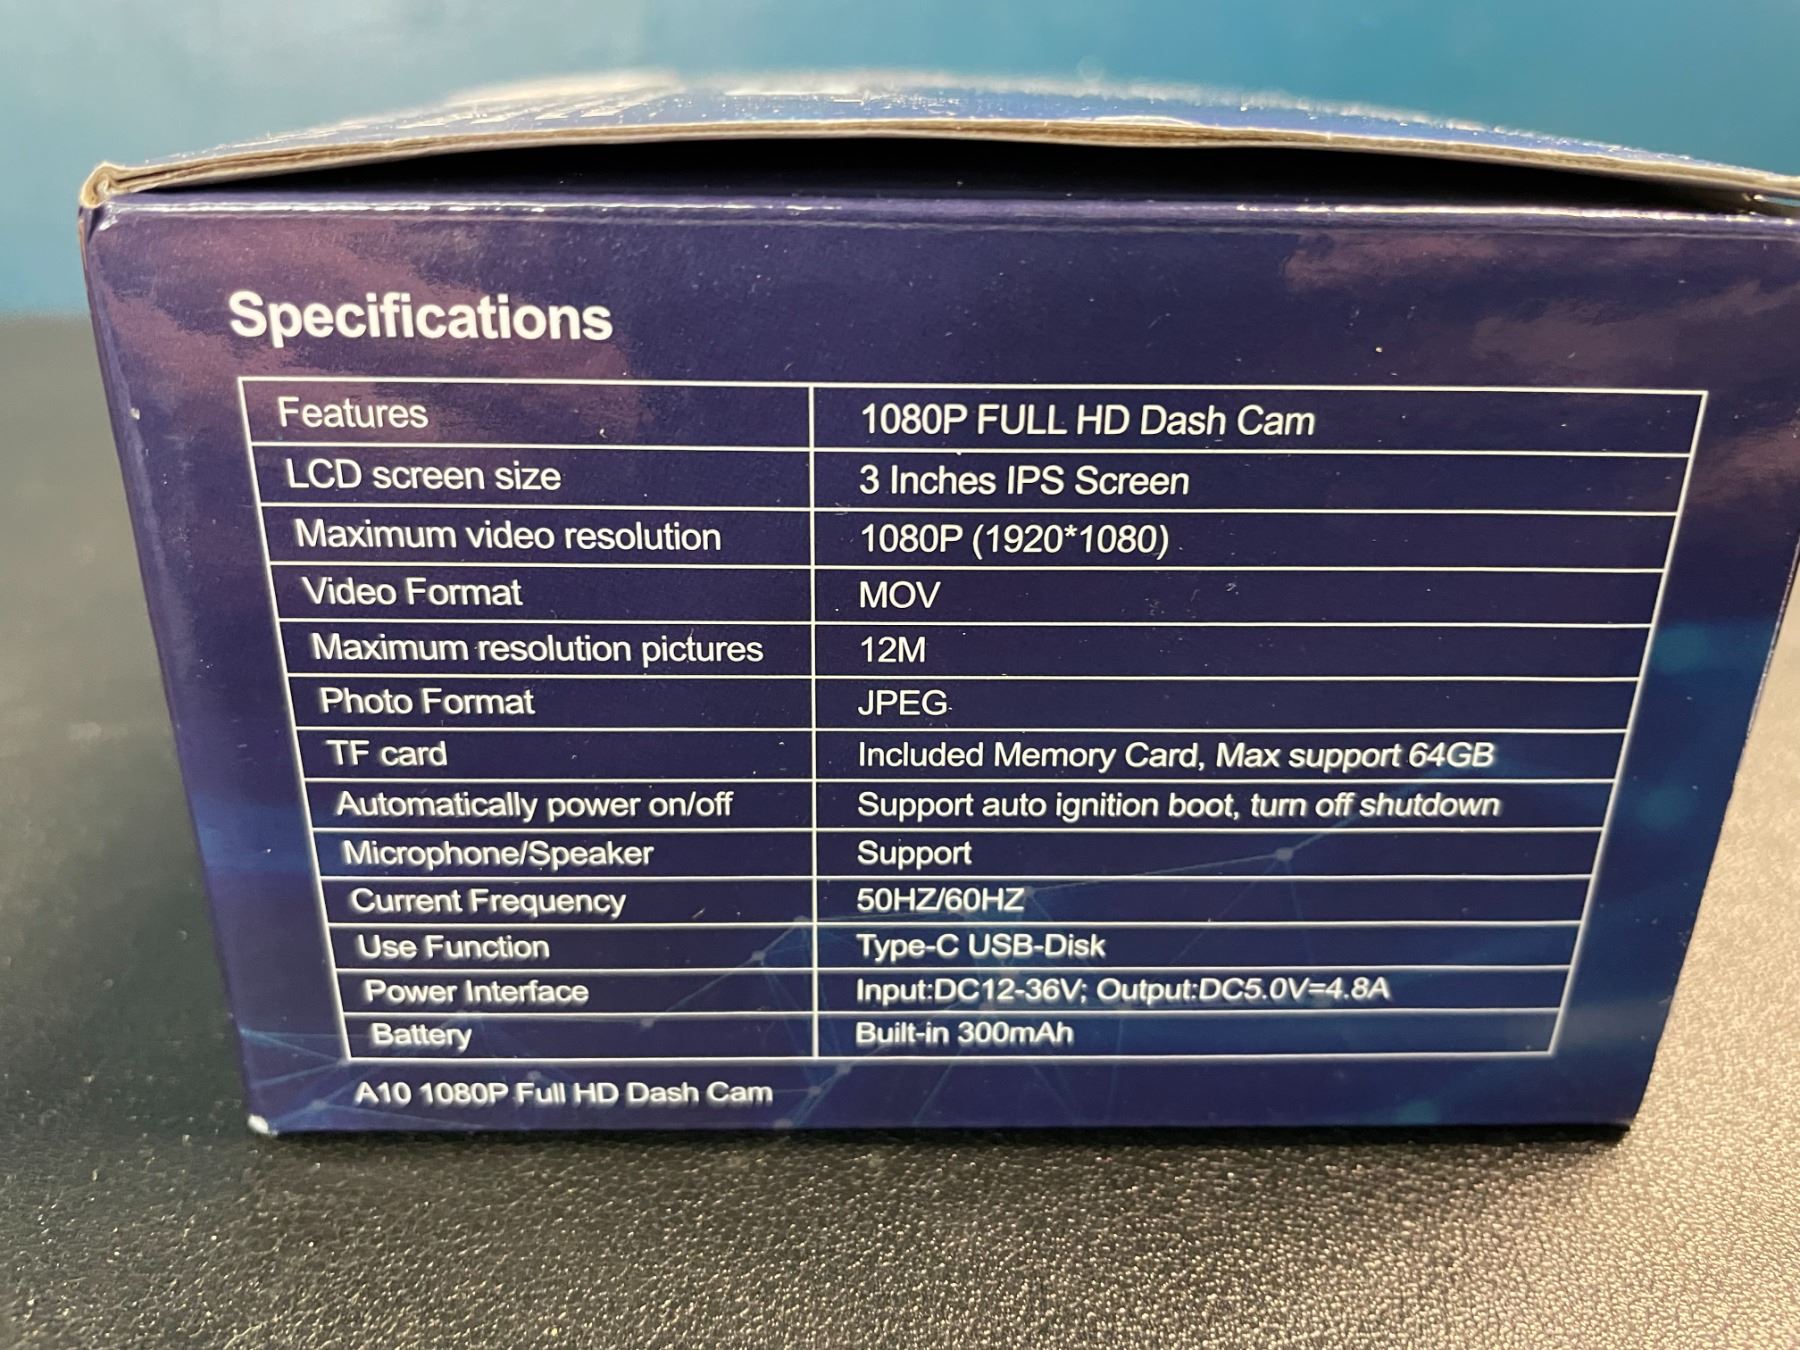 Specifications
Features 1080P FULL HD Dash Cam
LCD screen size 3 Inches IPS Screen
Maximum video resolution 1080P (1920*1080)
Video Format MOV
Maximum resolution pictures 12M
Photo Format JPEG
TF card Included Memory Card, Max support 64GB
Automatically power on/off Support auto ignition boot, turn off shutdown
Microphone/Speaker Support
Current Frequency 50HZ/60HZ
Use Function Type-C USB-Disk
Power Interface Input:DC12-36V; Output:DC5.0V=4.8A
Battery Built-in 300mAh
A10 1080P Full HD Dash Cam